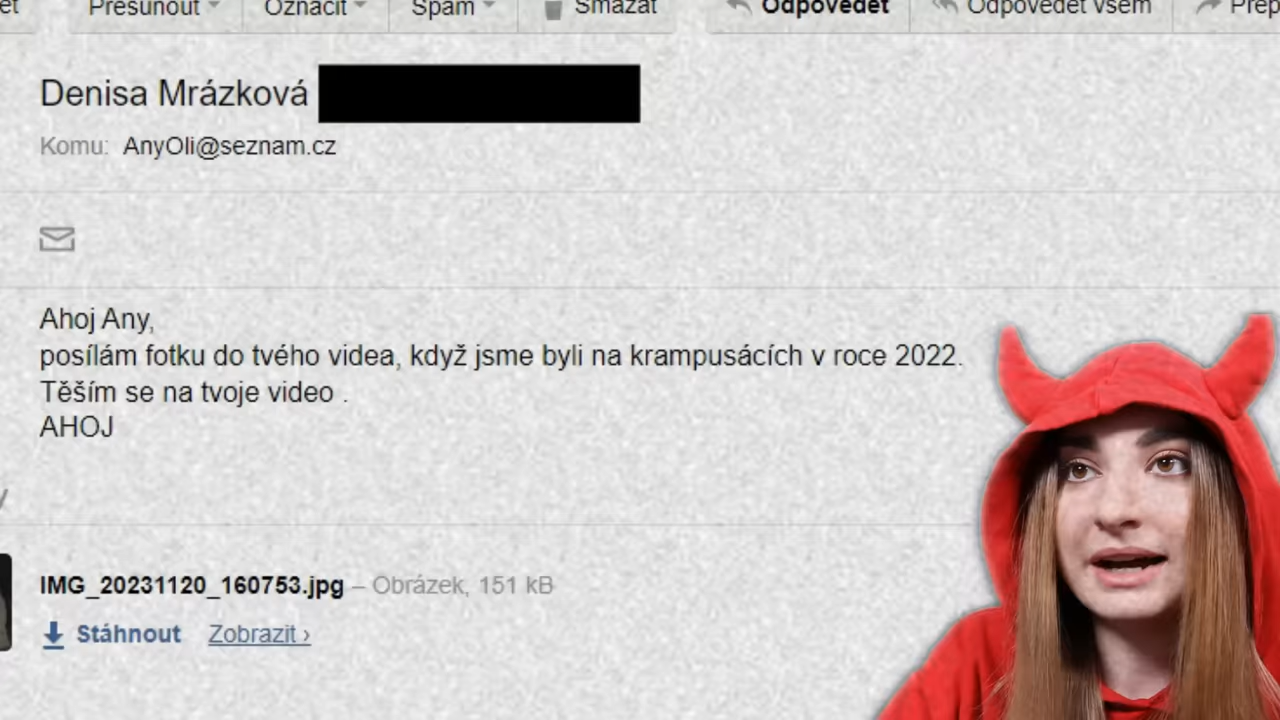 Přesunout
Označit
Spam
Smazat
Odpovědět
Odpovědět všem
Denisa Mrázková
Komu: AnyOli@seznam.cz
Ahoj Any,
posílám fotku do tvého videa, když jsme byli na krampusácích v roce 2022.
Těším se na tvoje video .
AHOJ
IMG_20231120_160753.jpg – Obrázek, 151 kB
Stáhnout Zobrazit ›